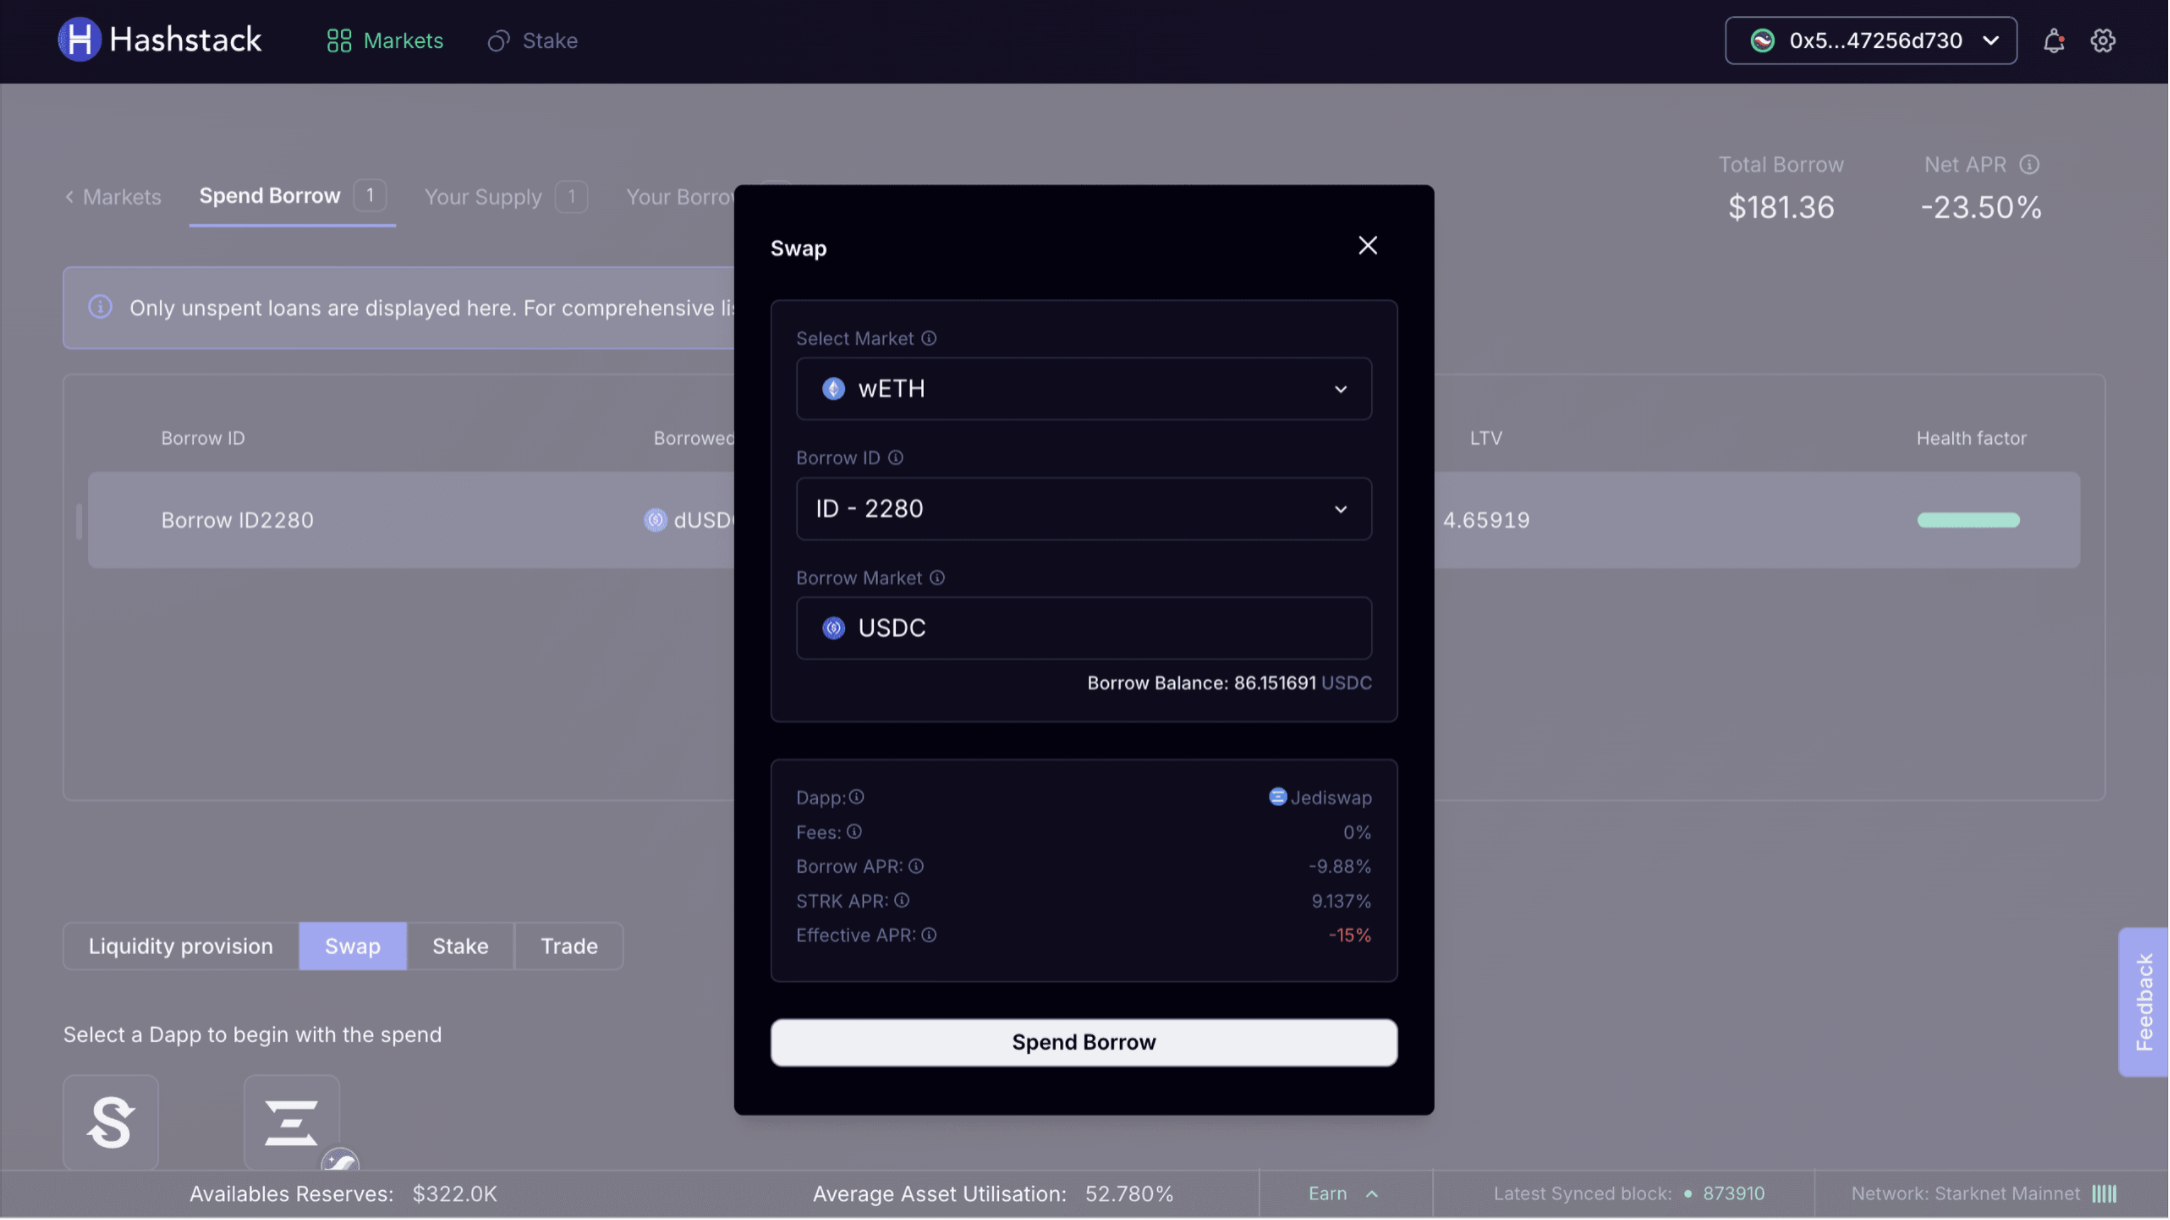 Hashstack
Markets
Stake
0x5...47256d730
Total Borrow
Net APR
$181.36
-23.50%
Markets
Spend Borrow 1
Your Supply 1
Your Borrow
Only unspent loans are displayed here. For comprehensive
Borrow ID
Borrowed
LTV
Health factor
Borrow ID2280
dUSD
4.65919
Swap
Select Market
wETH
Borrow ID
ID - 2280
Borrow Market
USDC
Borrow Balance: 86.151691 USDC
Dapp:
Jediswap
Fees:
0%
Borrow APR:
-9.88%
STRK APR:
9.137%
Effective APR:
-15%
Spend Borrow
Liquidity provision
Swap
Stake
Trade
Select a Dapp to begin with the spend
Feedback
Availables Reserves: $322.0K
Average Asset Utilisation: 52.780%
Earn
Latest Synced block: 873910
Network: Starknet Mainnet